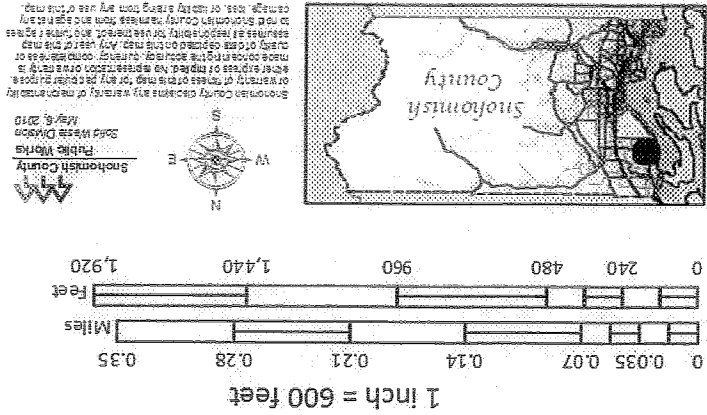 1 inch = 600 feet
0 0.035 0.07 0.14 0.21 0.28 0.35
Miles
Feet
0 240 480 960 1,440 1,920
Snohomish
County
N
W E
S
Snohomish County
Public Works
Solid Waste Division
May 6, 2010
Snohomish County disclaims any warranty of merchantability
or warranty of fitness of this map for any particular purpose,
either express or implied. No representation or warranty is
made concerning the accuracy, currency, completeness or
quality of data depicted on this map. Any user of this map
assumes all responsibility for use thereof, and further agrees
to hold Snohomish County harmless from and against any
damage, loss, or liability arising from any use of this map.